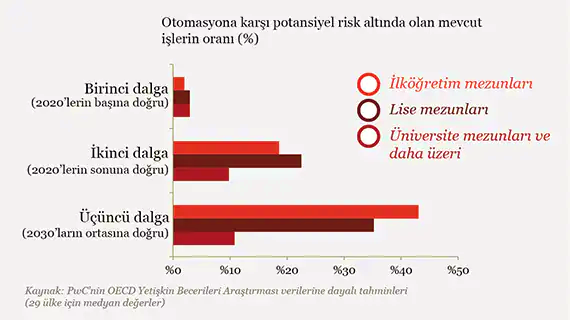 Otomasyona karşı potansiyel risk altında olan mevcut
işlerin oranı (%)
Birinci dalga
(2020’lerin başına doğru)
İkinci dalga
(2020’lerin sonuna doğru)
Üçüncü dalga
(2030’ların ortasına doğru)
İlköğretim mezunları
Lise mezunları
Üniversite mezunları ve
daha üzeri
%0 %10 %20 %30 %40 %50
Kaynak: PwC'nin OECD Yetişkin Becerileri Araştırması verilerine dayalı tahminleri
(29 ülke için medyan değerler)